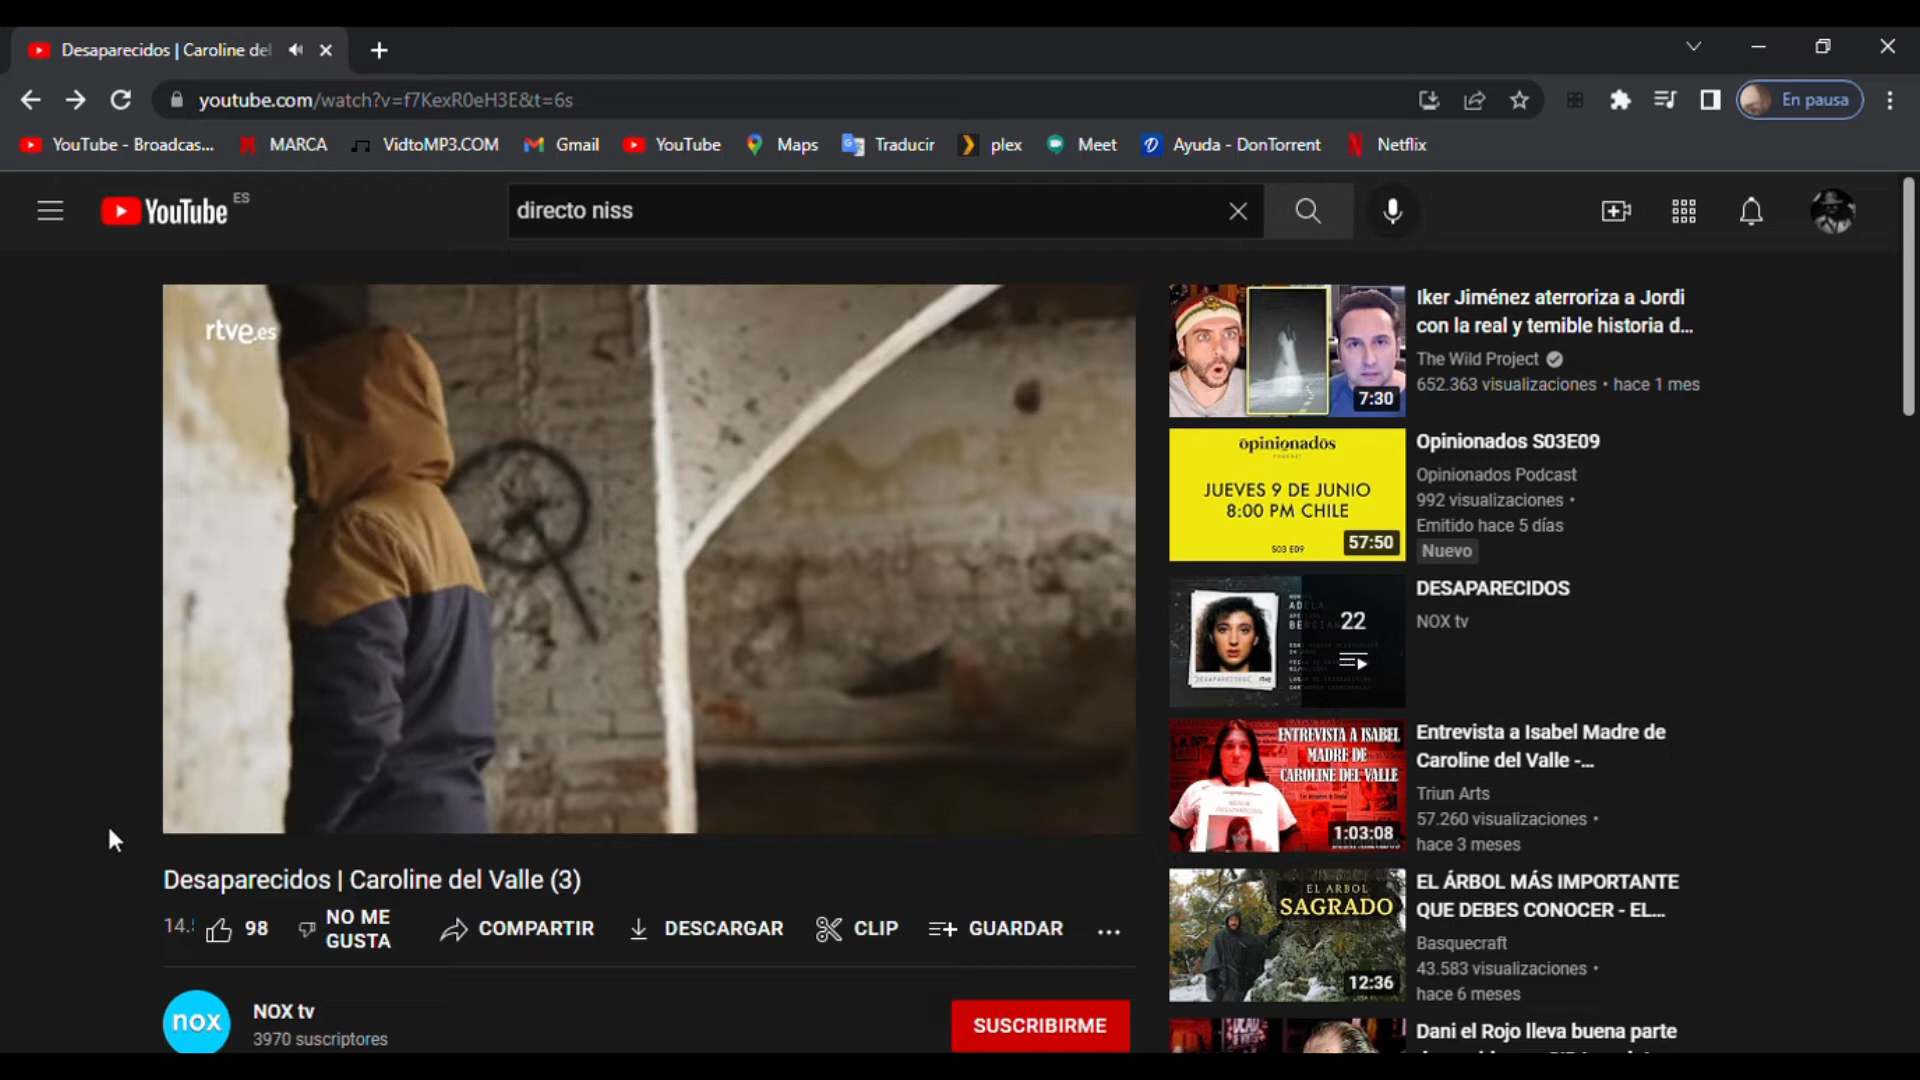 Desaparecidos | Caroline del
youtube.com/watch?v=f7KexR0eH3E&t=6s
En pausa
YouTube - Broadcas...
MARCA
VidtoMP3.COM
Gmail
YouTube
Maps
Traducir
plex
Meet
Ayuda - DonTorrent
Netflix
YouTube ES
directo niss
rtve.es
Desaparecidos | Caroline del Valle (3)
14.
98
NO ME GUSTA
COMPARTIR
DESCARGAR
CLIP
GUARDAR
nox
NOX tv
3970 suscriptores
SUSCRIBIRME
7:30
Iker Jiménez aterroriza a Jordi
con la real y temible historia d...
The Wild Project
652.363 visualizaciones • hace 1 mes
opinionados
PODCAST
JUEVES 9 DE JUNIO
8:00 PM CHILE
S03 E09
57:50
Opinionados S03E09
Opinionados Podcast
992 visualizaciones •
Emitido hace 5 días
Nuevo
ADELA
22
DESAPARECIDOS
NOX tv
ENTREVISTA A ISABEL
MADRE DE
CAROLINE DEL VALLE
1:03:08
Entrevista a Isabel Madre de
Caroline del Valle -...
Triun Arts
57.260 visualizaciones •
hace 3 meses
EL ARBOL
SAGRADO
12:36
EL ÁRBOL MÁS IMPORTANTE
QUE DEBES CONOCER - EL...
Basquecraft
43.583 visualizaciones •
hace 6 meses
Dani el Rojo lleva buena parte